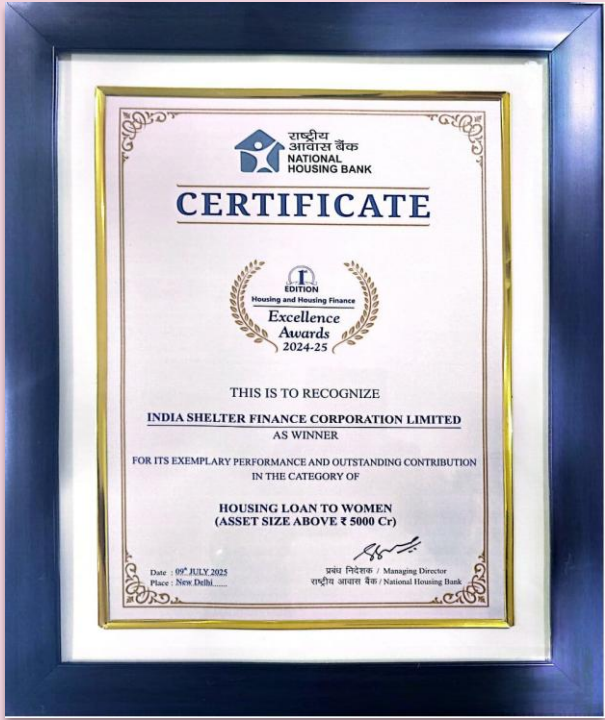 राष्ट्रीय
आवास बैंक
NATIONAL
HOUSING BANK
CERTIFICATE
1st
EDITION
Housing and Housing Finance
Excellence
Awards
2024-25
THIS IS TO RECOGNIZE
INDIA SHELTER FINANCE CORPORATION LIMITED
AS WINNER
FOR ITS EXEMPLARY PERFORMANCE AND OUTSTANDING CONTRIBUTION
IN THE CATEGORY OF
HOUSING LOAN TO WOMEN
(ASSET SIZE ABOVE ₹ 5000 Cr)
Date : 09th JULY 2025
Place : New Delhi......
प्रबंध निदेशक / Managing Director
राष्ट्रीय आवास बैंक / National Housing Bank